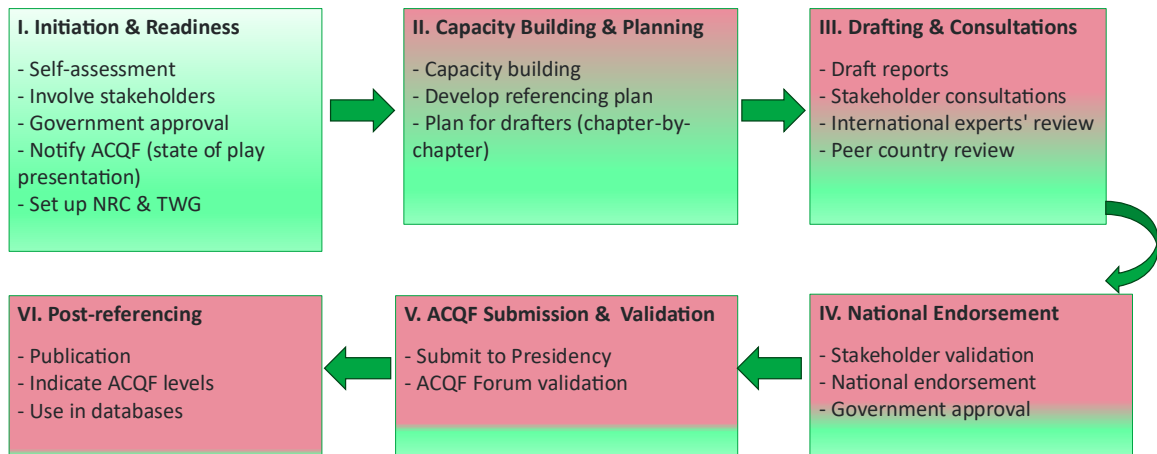 I. Initiation & Readiness
- Self-assessment
- Involve stakeholders
- Government approval
- Notify ACQF (state of play
presentation)
- Set up NRC & TWG
II. Capacity Building & Planning
- Capacity building
- Develop referencing plan
- Plan for drafters (chapter-by-
chapter)
III. Drafting & Consultations
- Draft reports
- Stakeholder consultations
- International experts' review
- Peer country review
IV. National Endorsement
- Stakeholder validation
- National endorsement
- Government approval
V. ACQF Submission &  Validation
- Submit to Presidency
- ACQF Forum validation
VI. Post-referencing
- Publication
- Indicate ACQF levels
- Use in databases